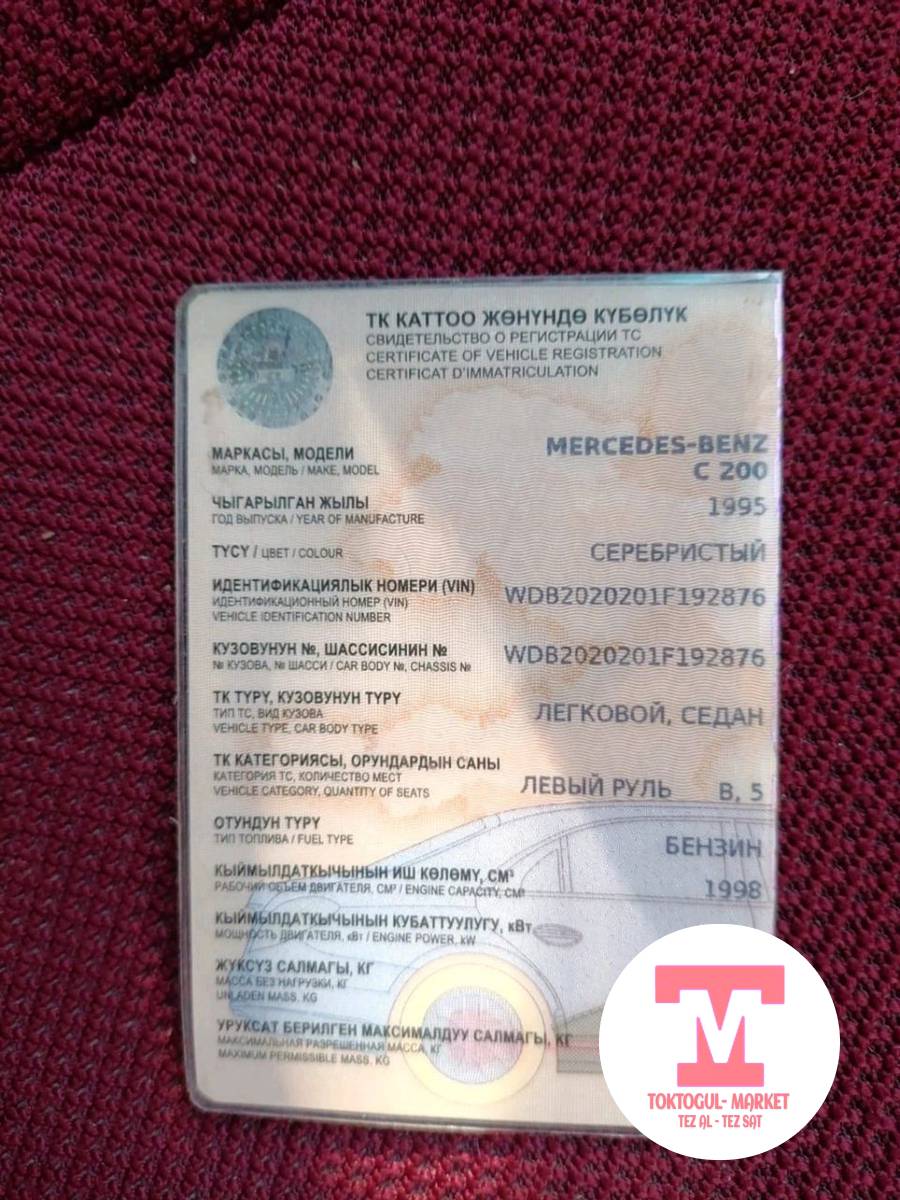 ТК КАТТОО ЖӨНҮНДӨ КҮБӨЛҮК
СВИДЕТЕЛЬСТВО О РЕГИСТРАЦИИ ТС
CERTIFICATE OF VEHICLE REGISTRATION
CERTIFICAT D'IMMATRICULATION
МАРКАСЫ, МОДЕЛИ MERCEDES-BENZ
МАРКА, МОДЕЛЬ / MAKE, MODEL C 200
ЧЫГАРЫЛГАН ЖЫЛЫ 1995
ГОД ВЫПУСКА / YEAR OF MANUFACTURE
ТҮСҮ / ЦВЕТ / COLOUR СЕРЕБРИСТЫЙ
ИДЕНТИФИКАЦИЯЛЫК НОМЕРИ (VIN) WDB2020201F192876
ИДЕНТИФИКАЦИОННЫЙ НОМЕР (VIN)
VEHICLE IDENTIFICATION NUMBER
КУЗОВУНУН №, ШАССИСИНИН № WDB2020201F192876
№ КУЗОВА, № ШАССИ / CAR BODY №, CHASSIS №
ТК ТҮРҮ, КУЗОВУНУН ТҮРҮ ЛЕГКОВОЙ, СЕДАН
ТИП ТС, ВИД КУЗОВА
VEHICLE TYPE, CAR BODY TYPE
ТК КАТЕГОРИЯСЫ, ОРУНДАРДЫН САНЫ
КАТЕГОРИЯ ТС, КОЛИЧЕСТВО МЕСТ
VEHICLE CATEGORY, QUANTITY OF SEATS ЛЕВЫЙ РУЛЬ B, 5
ОТУНДУН ТҮРҮ
ТИП ТОПЛИВА / FUEL TYPE БЕНЗИН
КЫЙМЫЛДАТКЫЧЫНЫН ИШ КӨЛӨМҮ, СМ³
РАБОЧИЙ ОБЪЕМ ДВИГАТЕЛЯ, СМ³ / ENGINE CAPACITY, CM³ 1998
КЫЙМЫЛДАТКЫЧЫНЫН КУБАТТУУЛУГУ, кВт
МОЩНОСТЬ ДВИГАТЕЛЯ, кВт / ENGINE POWER, KW
ЖҮКСҮЗ САЛМАГЫ, КГ
МАССА БЕЗ НАГРУЗКИ, КГ
UNLADEN MASS, KG
УРУКСАТ БЕРИЛГЕН МАКСИМАЛДУУ САЛМАГЫ, КГ
МАКСИМАЛЬНАЯ РАЗРЕШЕННАЯ МАССА, КГ
MAXIMUM PERMISSIBLE MASS, KG
TM
TOKTOGUL- MARKET
TEZ AL - TEZ SAT